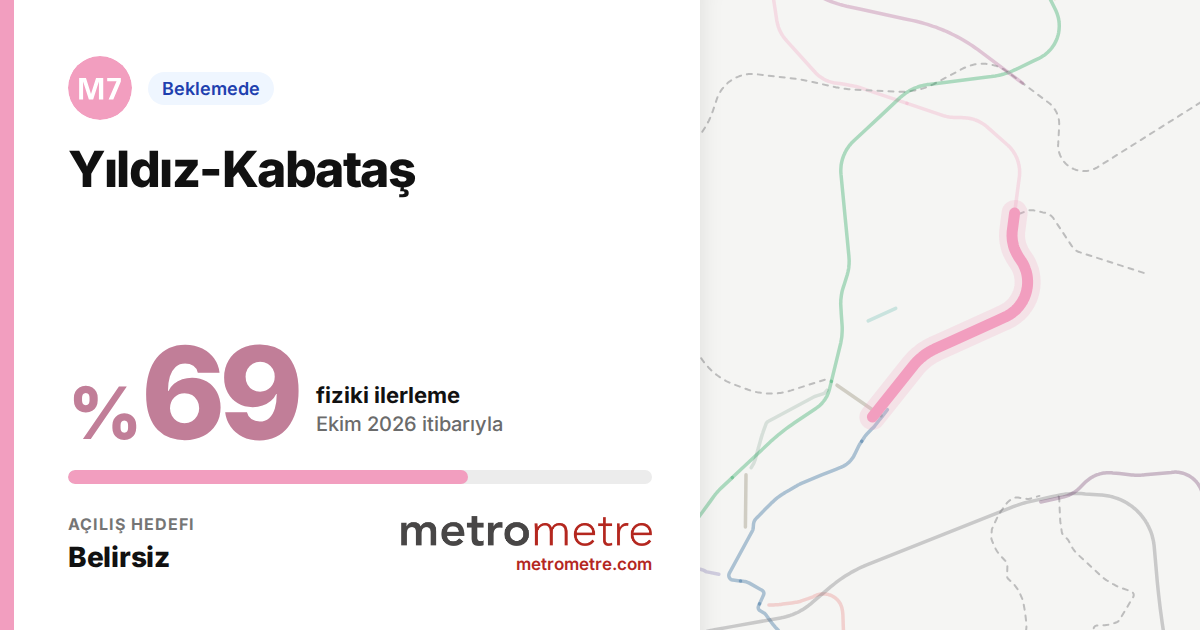 M7
Beklemede
Yıldız-Kabataş
%69
fiziki ilerleme
Ekim 2026 itibarıyla
AÇILIŞ HEDEFİ
Belirsiz
metrometre
metrometre.com